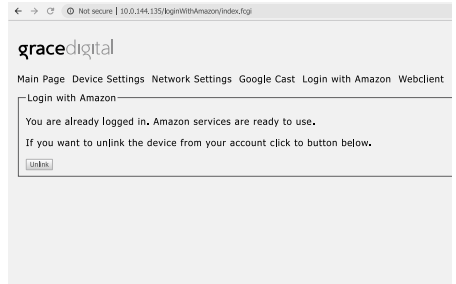 Not secure | 10.0.144.135/loginWithAmazon/index.fcgi
gracedigital
Main Page Device Settings Network Settings Google Cast Login with Amazon Webclient
Login with Amazon
You are already logged in. Amazon services are ready to use.
If you want to unlink the device from your account click to button below.
Unlink